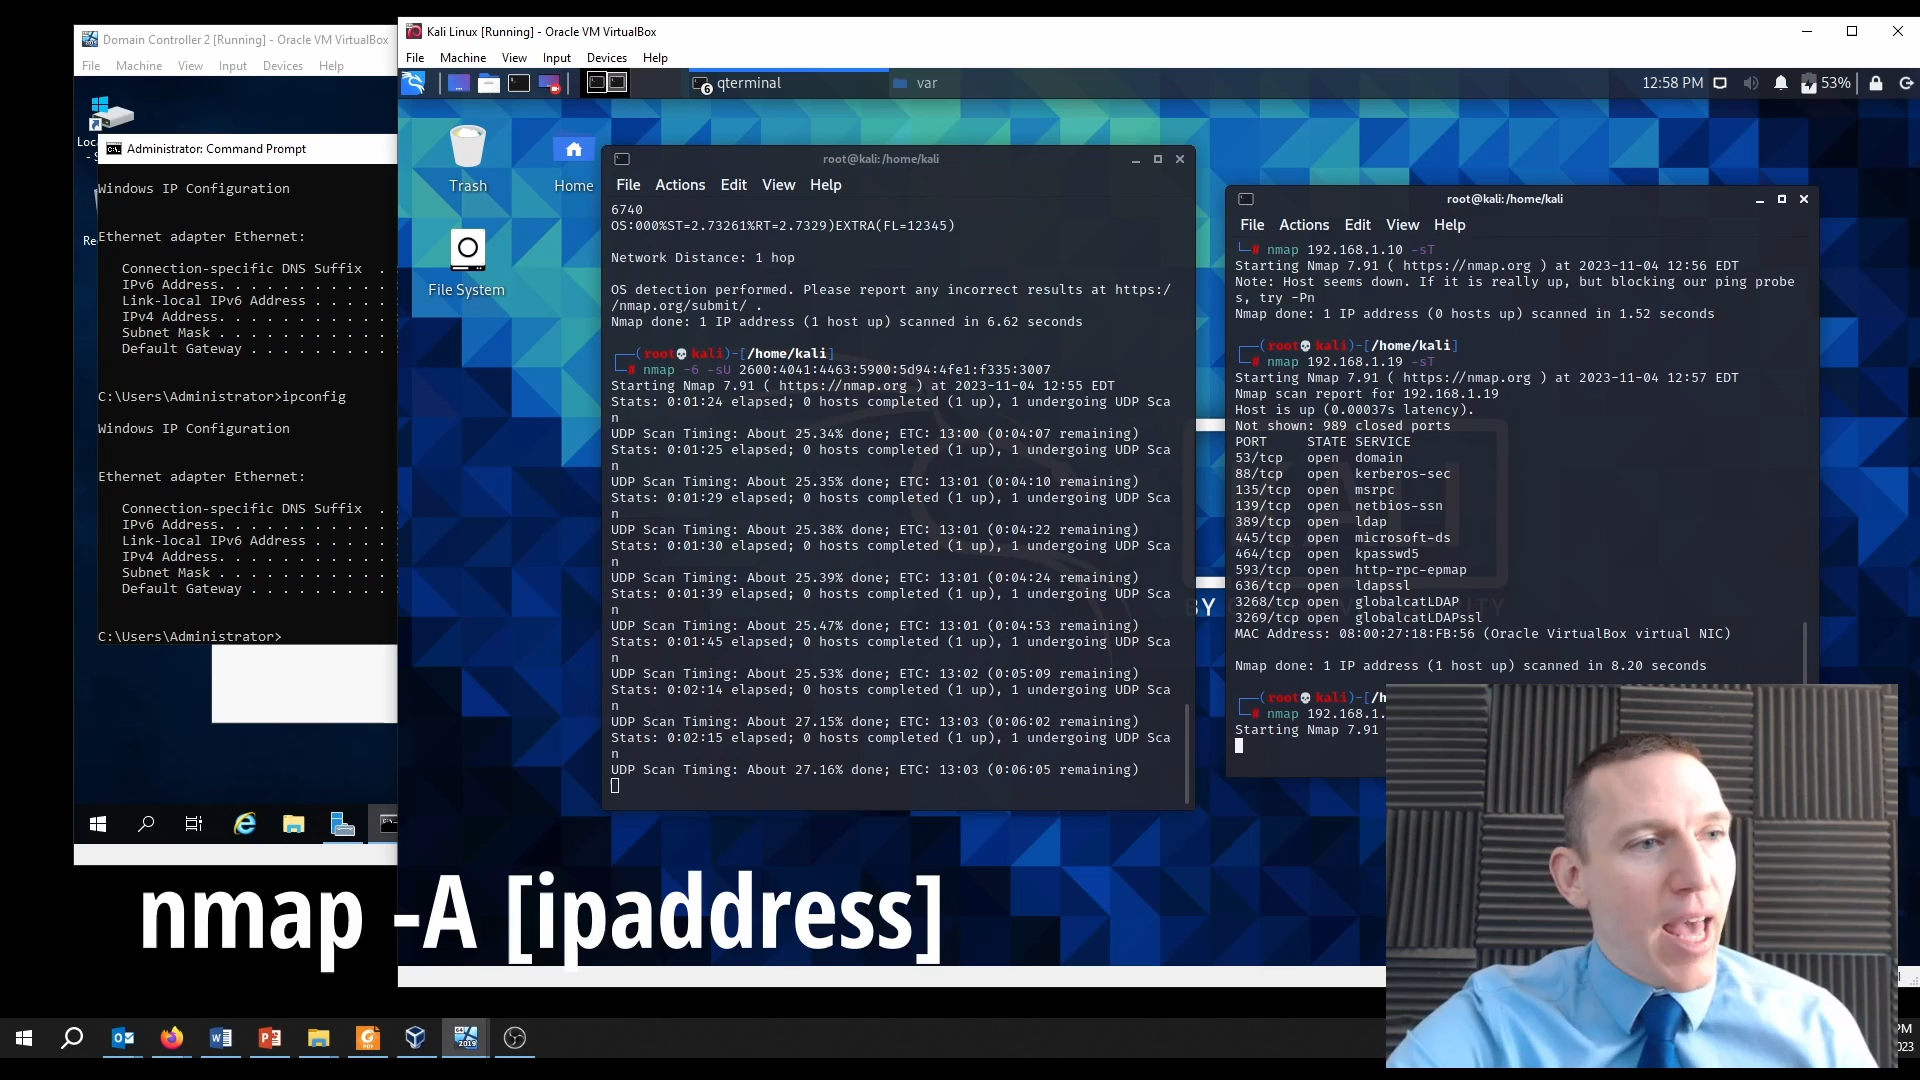 Domain Controller 2 [Running] - Oracle VM VirtualBox
File Machine View Input Devices Help
Administrator: Command Prompt
Windows IP Configuration
Ethernet adapter Ethernet:
Connection-specific DNS Suffix .
IPv6 Address. . . . . . . . . . .
Link-local IPv6 Address . . . . .
IPv4 Address. . . . . . . . . . .
Subnet Mask . . . . . . . . . . .
Default Gateway . . . . . . . . .
C:\Users\Administrator>ipconfig
Windows IP Configuration
Ethernet adapter Ethernet:
Connection-specific DNS Suffix .
IPv6 Address. . . . . . . . . . .
Link-local IPv6 Address . . . . .
IPv4 Address. . . . . . . . . . .
Subnet Mask . . . . . . . . . . .
Default Gateway . . . . . . . . .
C:\Users\Administrator>
Kali Linux [Running] - Oracle VM VirtualBox
File Machine View Input Devices Help
6 qterminal var 12:58 PM 53%
Trash
Home
File System
root@kali: /home/kali
File Actions Edit View Help
6740
OS:000%ST=2.73261%RT=2.7329)EXTRA(FL=12345)
Network Distance: 1 hop
OS detection performed. Please report any incorrect results at https:/
/nmap.org/submit/ .
Nmap done: 1 IP address (1 host up) scanned in 6.62 seconds
(root💀kali)-[/home/kali]
# nmap -6 -sU 2600:4041:4463:5900:5d94:4fe1:f335:3007
Starting Nmap 7.91 ( https://nmap.org ) at 2023-11-04 12:55 EDT
Stats: 0:01:24 elapsed; 0 hosts completed (1 up), 1 undergoing UDP Sca
n
UDP Scan Timing: About 25.34% done; ETC: 13:00 (0:04:07 remaining)
Stats: 0:01:25 elapsed; 0 hosts completed (1 up), 1 undergoing UDP Sca
n
UDP Scan Timing: About 25.35% done; ETC: 13:01 (0:04:10 remaining)
Stats: 0:01:29 elapsed; 0 hosts completed (1 up), 1 undergoing UDP Sca
n
UDP Scan Timing: About 25.38% done; ETC: 13:01 (0:04:22 remaining)
Stats: 0:01:30 elapsed; 0 hosts completed (1 up), 1 undergoing UDP Sca
n
UDP Scan Timing: About 25.39% done; ETC: 13:01 (0:04:24 remaining)
Stats: 0:01:39 elapsed; 0 hosts completed (1 up), 1 undergoing UDP Sca
n
UDP Scan Timing: About 25.47% done; ETC: 13:01 (0:04:53 remaining)
Stats: 0:01:45 elapsed; 0 hosts completed (1 up), 1 undergoing UDP Sca
n
UDP Scan Timing: About 25.53% done; ETC: 13:02 (0:05:09 remaining)
Stats: 0:02:14 elapsed; 0 hosts completed (1 up), 1 undergoing UDP Sca
n
UDP Scan Timing: About 27.15% done; ETC: 13:03 (0:06:02 remaining)
Stats: 0:02:15 elapsed; 0 hosts completed (1 up), 1 undergoing UDP Sca
n
UDP Scan Timing: About 27.16% done; ETC: 13:03 (0:06:05 remaining)
root@kali: /home/kali
File Actions Edit View Help
# nmap 192.168.1.10 -sT
Starting Nmap 7.91 ( https://nmap.org ) at 2023-11-04 12:56 EDT
Note: Host seems down. If it is really up, but blocking our ping probe
s, try -Pn
Nmap done: 1 IP address (0 hosts up) scanned in 1.52 seconds
(root💀kali)-[/home/kali]
# nmap 192.168.1.19 -sT
Starting Nmap 7.91 ( https://nmap.org ) at 2023-11-04 12:57 EDT
Nmap scan report for 192.168.1.19
Host is up (0.00037s latency).
Not shown: 989 closed ports
PORT STATE SERVICE
53/tcp open domain
88/tcp open kerberos-sec
135/tcp open msrpc
139/tcp open netbios-ssn
389/tcp open ldap
445/tcp open microsoft-ds
464/tcp open kpasswd5
593/tcp open http-rpc-epmap
636/tcp open ldapssl
3268/tcp open globalcatLDAP
3269/tcp open globalcatLDAPssl
MAC Address: 08:00:27:18:FB:56 (Oracle VirtualBox virtual NIC)
Nmap done: 1 IP address (1 host up) scanned in 8.20 seconds
(root💀kali)-[/h
# nmap 192.168.1.
Starting Nmap 7.91
BY
nmap -A [ipaddress]
PM
023